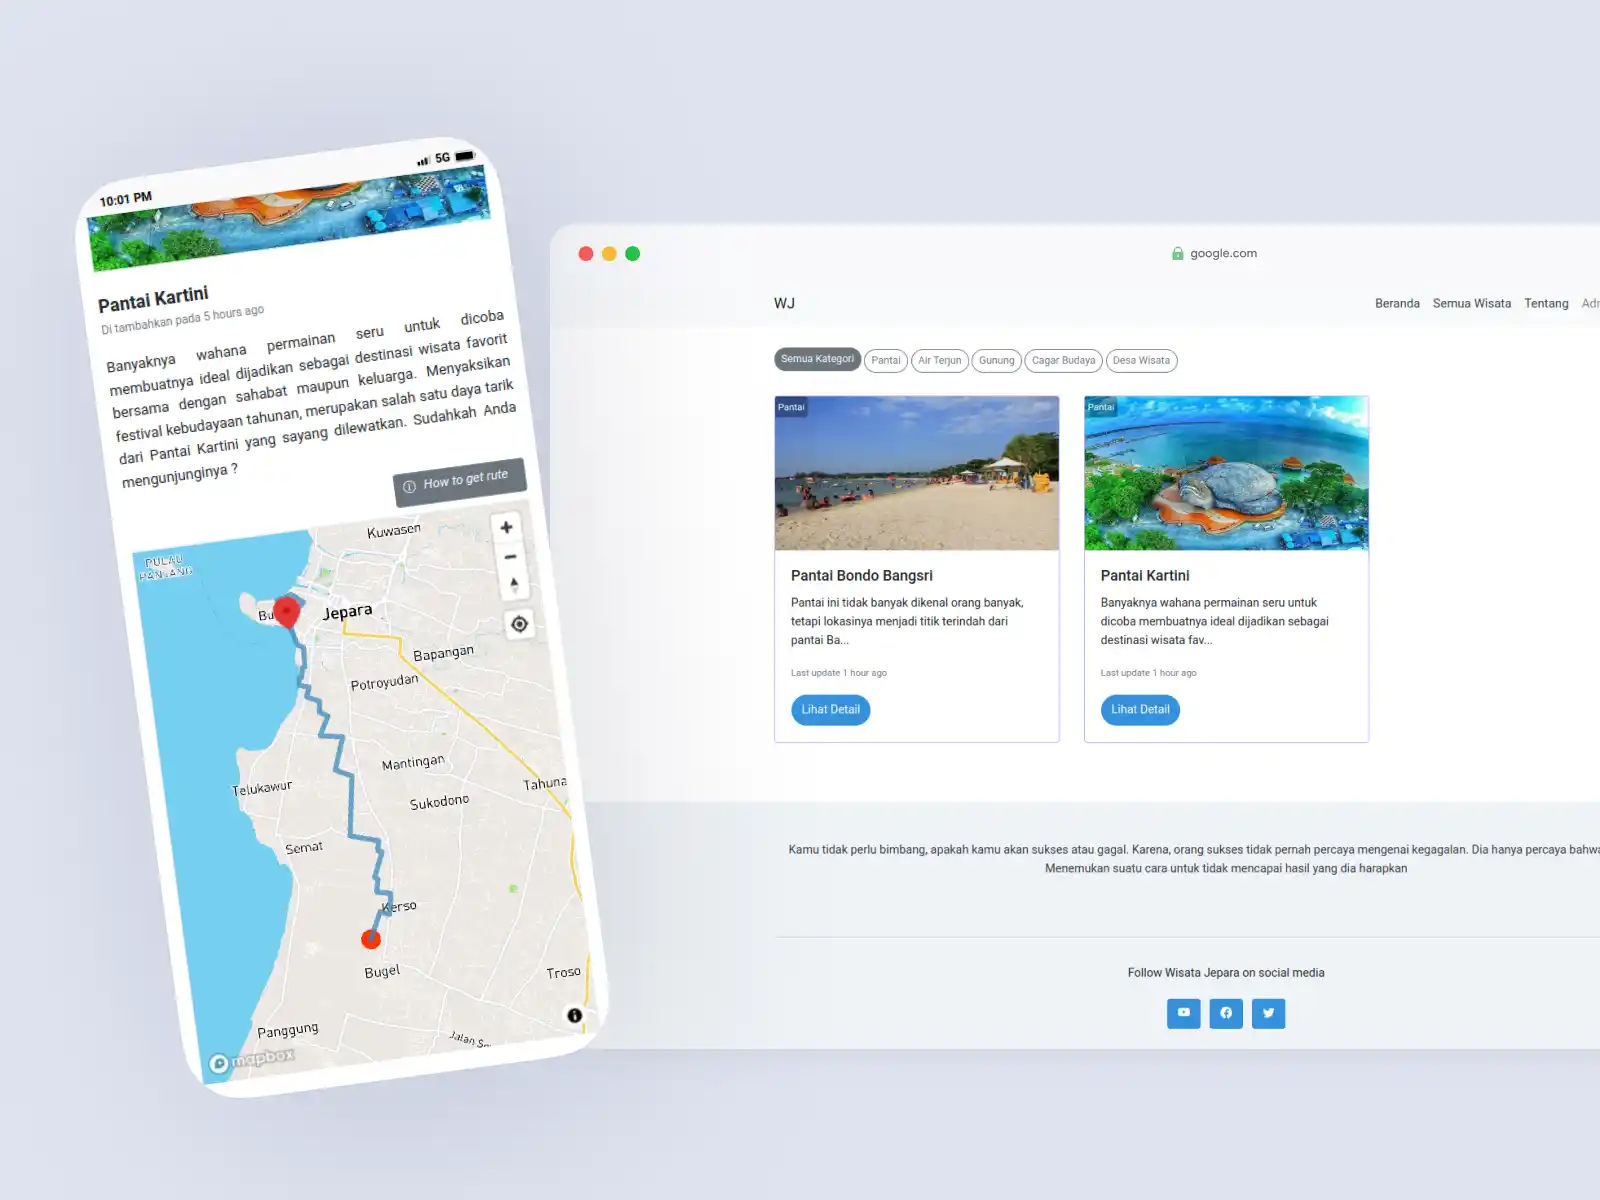 10:01 PM
5G
Pantai Kartini
Di tambahkan pada 5 hours ago
Banyaknya wahana permainan seru untuk dicoba
membuatnya ideal dijadikan sebagai destinasi wisata favorit
bersama dengan sahabat maupun keluarga. Menyaksikan
festival kebudayaan tahunan, merupakan salah satu daya tarik
dari Pantai Kartini yang sayang dilewatkan. Sudahkah Anda
mengunjunginya ?
How to get rute
Kuwasen
PULAU
PANJANG
Bu
Jepara
Bapangan
Potroyudan
Mantingan
Tahuna
Telukawur
Sukodono
Semat
Kerso
Bugel
Troso
Panggung
Jalan S...
mapbox
google.com
WJ
Beranda Semua Wisata Tentang Adr
Semua Kategori Pantai Air Terjun Gunung Cagar Budaya Desa Wisata
Pantai
Pantai Bondo Bangsri
Pantai ini tidak banyak dikenal orang banyak,
tetapi lokasinya menjadi titik terindah dari
pantai Ba...
Last update 1 hour ago
Lihat Detail
Pantai
Pantai Kartini
Banyaknya wahana permainan seru untuk
dicoba membuatnya ideal dijadikan sebagai
destinasi wisata fav...
Last update 1 hour ago
Lihat Detail
Kamu tidak perlu bimbang, apakah kamu akan sukses atau gagal. Karena, orang sukses tidak pernah percaya mengenai kegagalan. Dia hanya percaya bahwa
Menemukan suatu cara untuk tidak mencapai hasil yang dia harapkan
Follow Wisata Jepara on social media